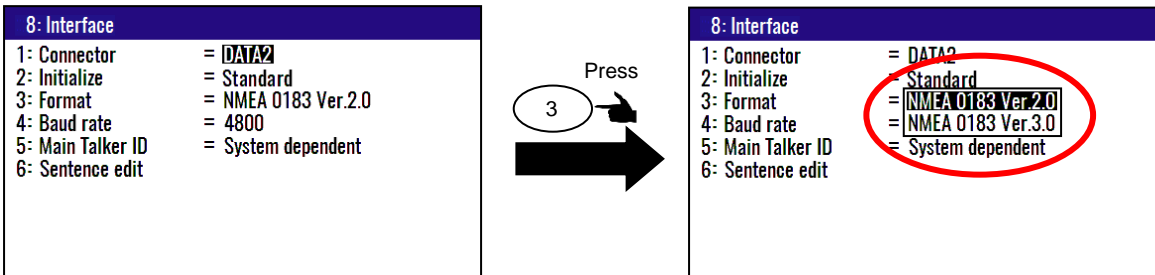 8: Interface
1: Connector = DATA2
2: Initialize = Standard
3: Format = NMEA 0183 Ver.2.0
4: Baud rate = 4800
5: Main Talker ID = System dependent
6: Sentence edit
Press
3
8: Interface
1: Connector = DATA2
2: Initialize = Standard
3: Format = NMEA 0183 Ver.2.0
4: Baud rate = NMEA 0183 Ver.3.0
5: Main Talker ID = System dependent
6: Sentence edit